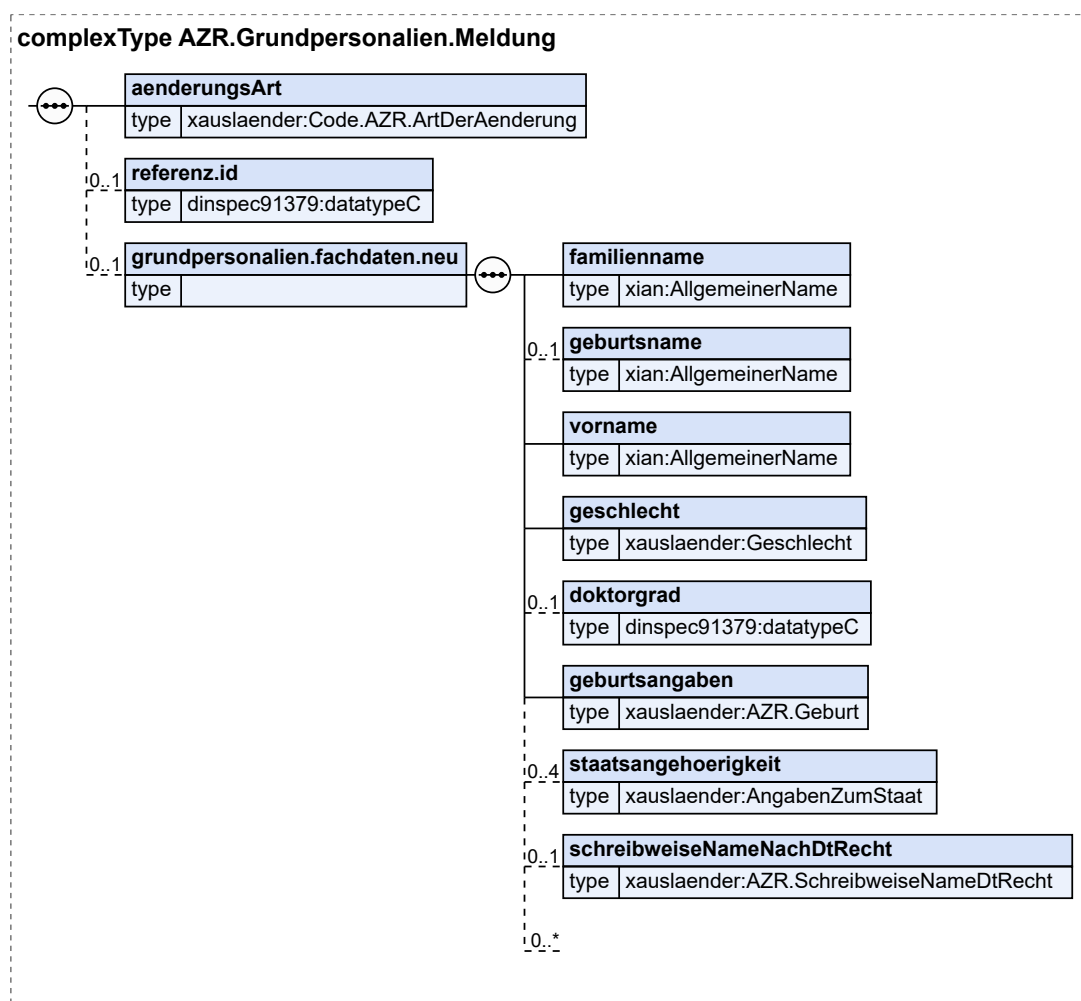 complexType AZR.Grundpersonalien.Meldung
aenderungsArt
type xauslaender:Code.AZR.ArtDerAenderung
0..1 referenz.id
type dinspec91379:datatypeC
0..1 grundpersonalien.fachdaten.neu
type
familienname
type xian:AllgemeinerName
0..1 geburtsname
type xian:AllgemeinerName
vorname
type xian:AllgemeinerName
geschlecht
type xauslaender:Geschlecht
0..1 doktorgrad
type dinspec91379:datatypeC
geburtsangaben
type xauslaender:AZR.Geburt
0..4 staatsangehoerigkeit
type xauslaender:AngabenZumStaat
0..1 schreibweiseNameNachDtRecht
type xauslaender:AZR.SchreibweiseNameDtRecht
0..*